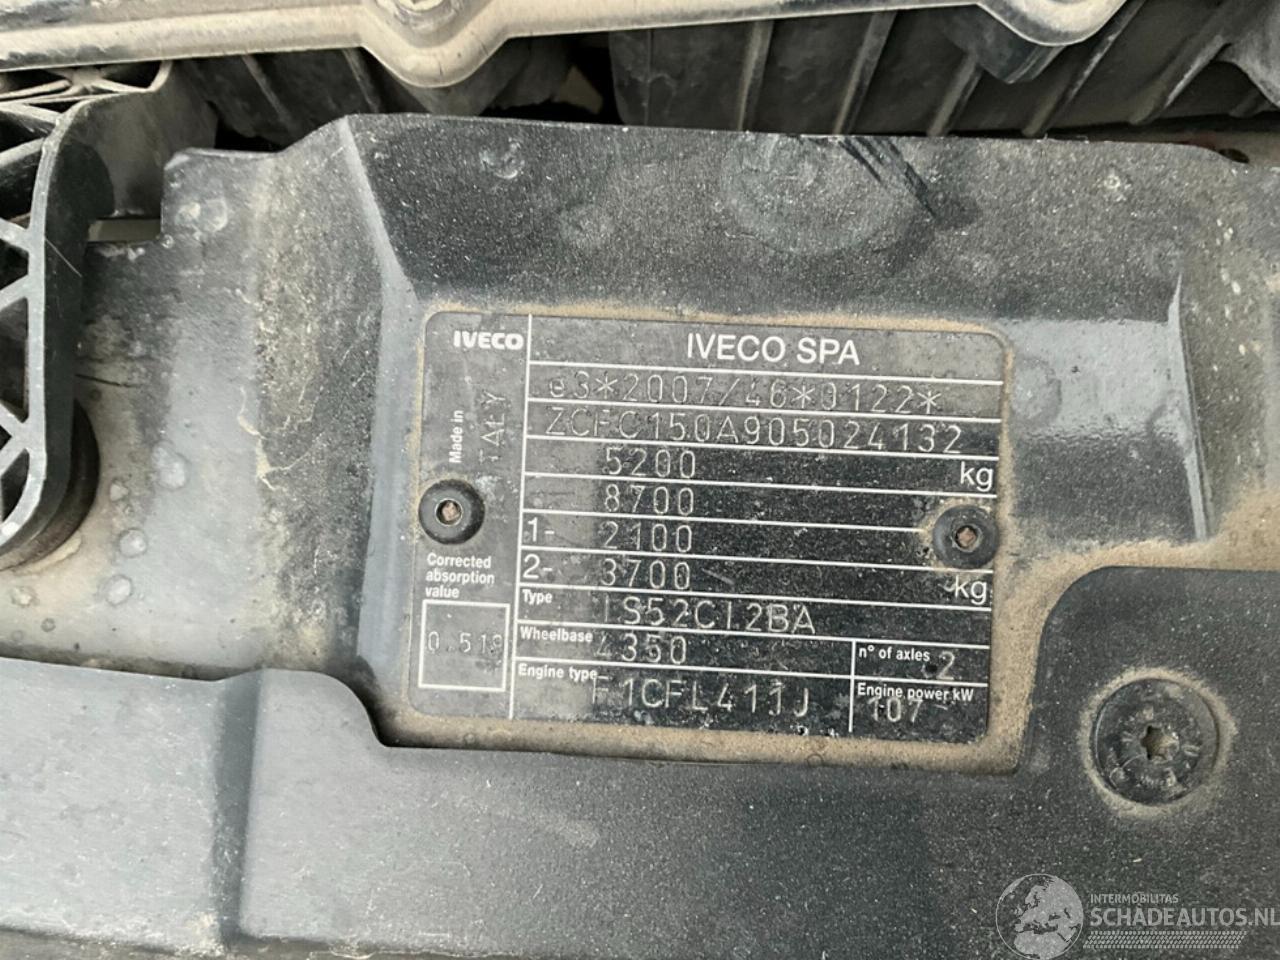 IVECO
IVECO SPA
e3*2007/46*0122*
ZCFC150A905024132
5200 kg
8700
1- 2100
2- 3700 kg
Type IS52CI2BA
Wheelbase 4350
n° of axles 2
Engine type F1CFL411J
Engine power kW 107
Made in ITALY
Corrected
absorption
value
0.519
INTERMOBILITAS
SCHADEAUTOS.NL